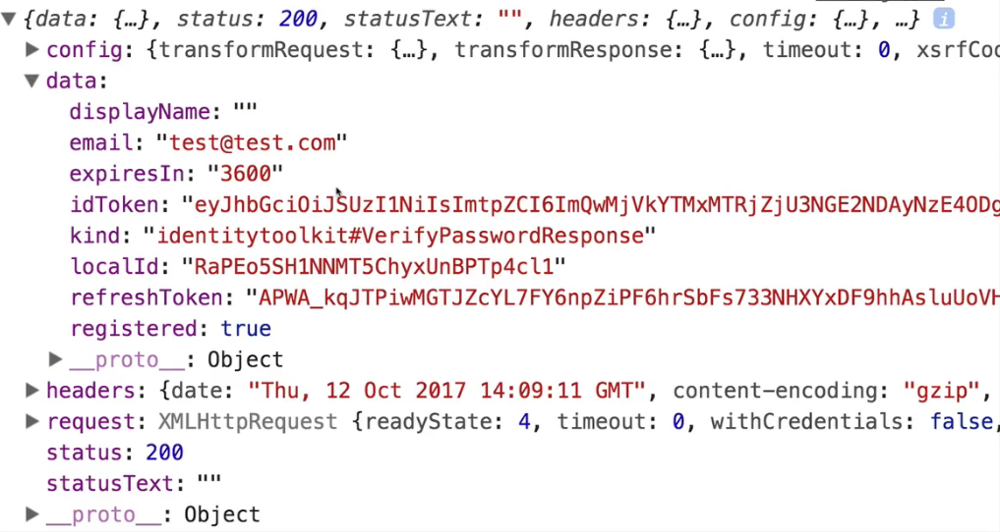 {data: {…}, status: 200, statusText: "", headers: {…}, config: {…}, …} i
config: {transformRequest: {…}, transformResponse: {…}, timeout: 0, xsrfCoo
data:
displayName: ""
email: "test@test.com"
expiresIn: "3600"
idToken: "eyJhbGciOiJSUzI1NiIsImtpZCI6ImQwMjVkYTMxMTRjZjU3NGE2NDAyNzE4ODg
kind: "identitytoolkit#VerifyPasswordResponse"
localId: "RaPEo5SH1NNMT5ChyxUnBPTp4cl1"
refreshToken: "APWA_kqJTPiwMGTJZcYL7FY6npZiPF6hrSbFs733NHXYxDF9hhAsluUoVH
registered: true
__proto__: Object
headers: {date: "Thu, 12 Oct 2017 14:09:11 GMT", content-encoding: "gzip",
request: XMLHttpRequest {readyState: 4, timeout: 0, withCredentials: false,
status: 200
statusText: ""
__proto__: Object